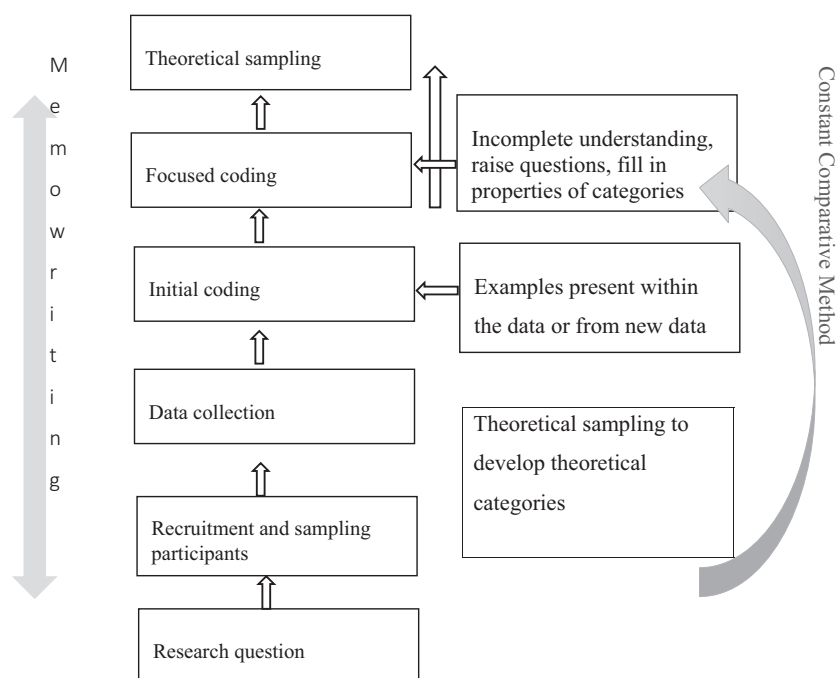 Memowriting
Theoretical sampling
Focused coding
Initial coding
Data collection
Recruitment and sampling
participants
Research question
Incomplete understanding,
raise questions, fill in
properties of categories
Examples present within
the data or from new data
Theoretical sampling to
develop theoretical
categories
Constant Comparative Method